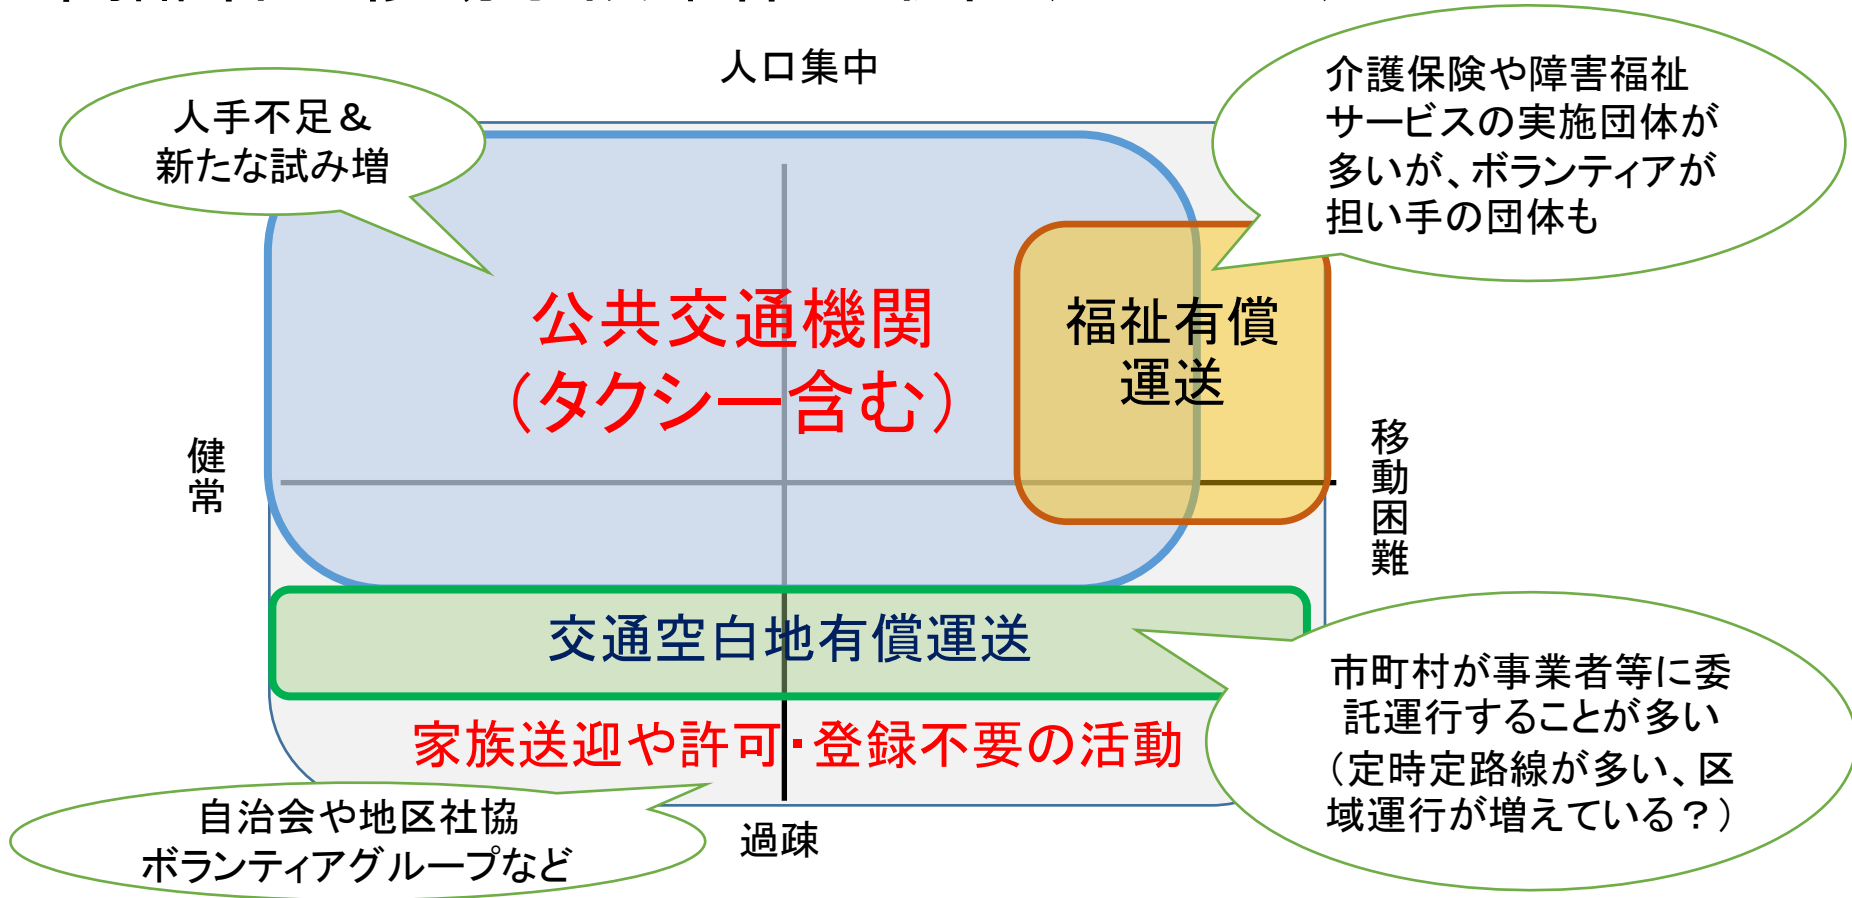 人口集中
人手不足＆
新たな試み増
介護保険や障害福祉
サービスの実施団体が
多いが、ボランティアが
担い手の団体も
公共交通機関
（タクシー含む）
福祉有償
運送
健常
移動困難
交通空白地有償運送
家族送迎や許可・登録不要の活動
市町村が事業者等に委
託運行することが多い
（定時定路線が多い、区
域運行が増えている？）
自治会や地区社協
ボランティアグループなど
過疎